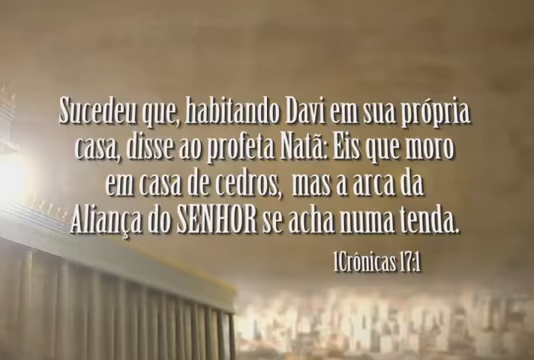 Sucedeu que, habitando Davi em sua própria
casa, disse ao profeta Natã: Eis que moro
em casa de cedros, mas a arca da
Aliança do SENHOR se acha numa tenda.
1Crônicas 17:1